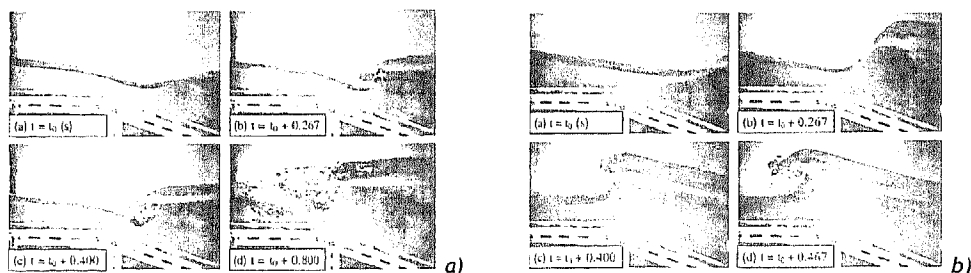 (a) t = t₀ (s)
(b) t = t₀ + 0.267
(c) t = t₀ + 0.400
(d) t = t₀ + 0.800
a)
(a) t = t₀ (s)
(b) t = t₀ + 0.267
(c) t = t₀ + 0.400
(d) t = t₀ + 0.467
b)